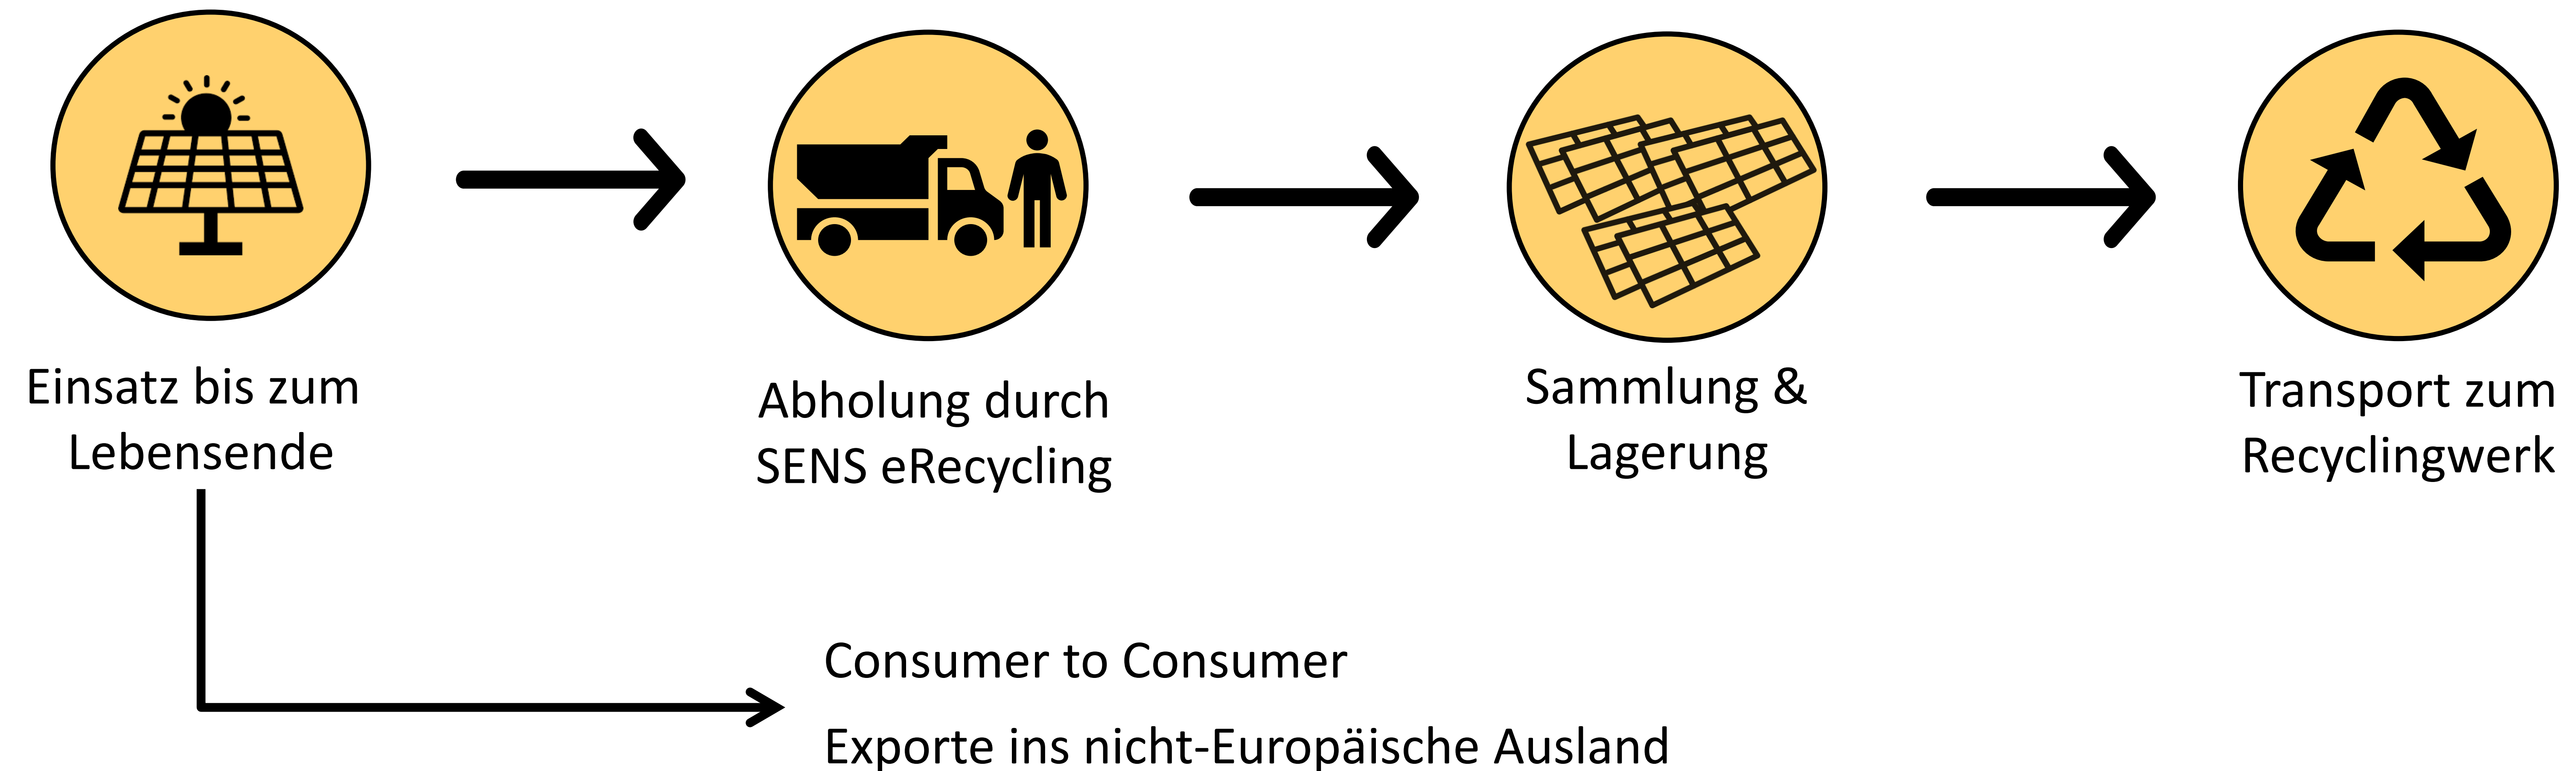 Einsatz bis zum
Lebensende
Abholung durch
SENS eRecycling
Sammlung &
Lagerung
Transport zum
Recyclingwerk
Consumer to Consumer
Exporte ins nicht-Europäische Ausland